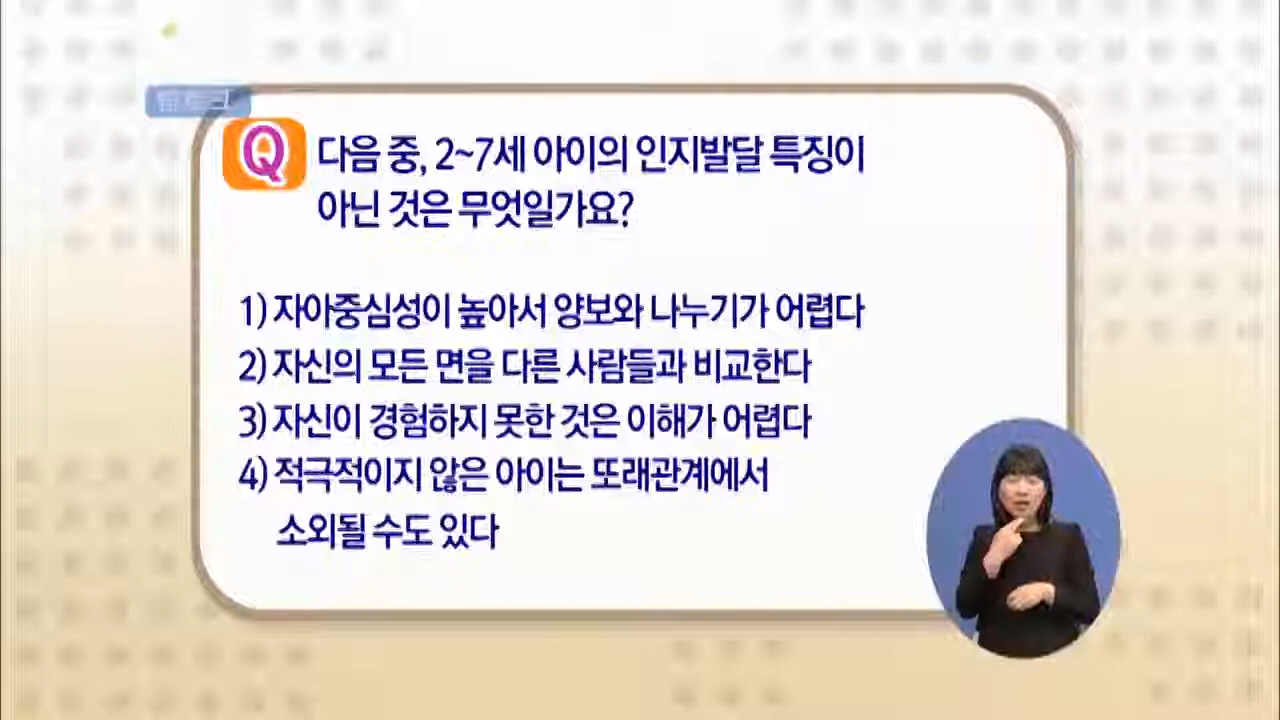 Q 다음 중, 2~7세 아이의 인지발달 특징이
아닌 것은 무엇일가요?
1) 자아중심성이 높아서 양보와 나누기가 어렵다
2) 자신의 모든 면을 다른 사람들과 비교한다
3) 자신이 경험하지 못한 것은 이해가 어렵다
4) 적극적이지 않은 아이는 또래관계에서
소외될 수도 있다